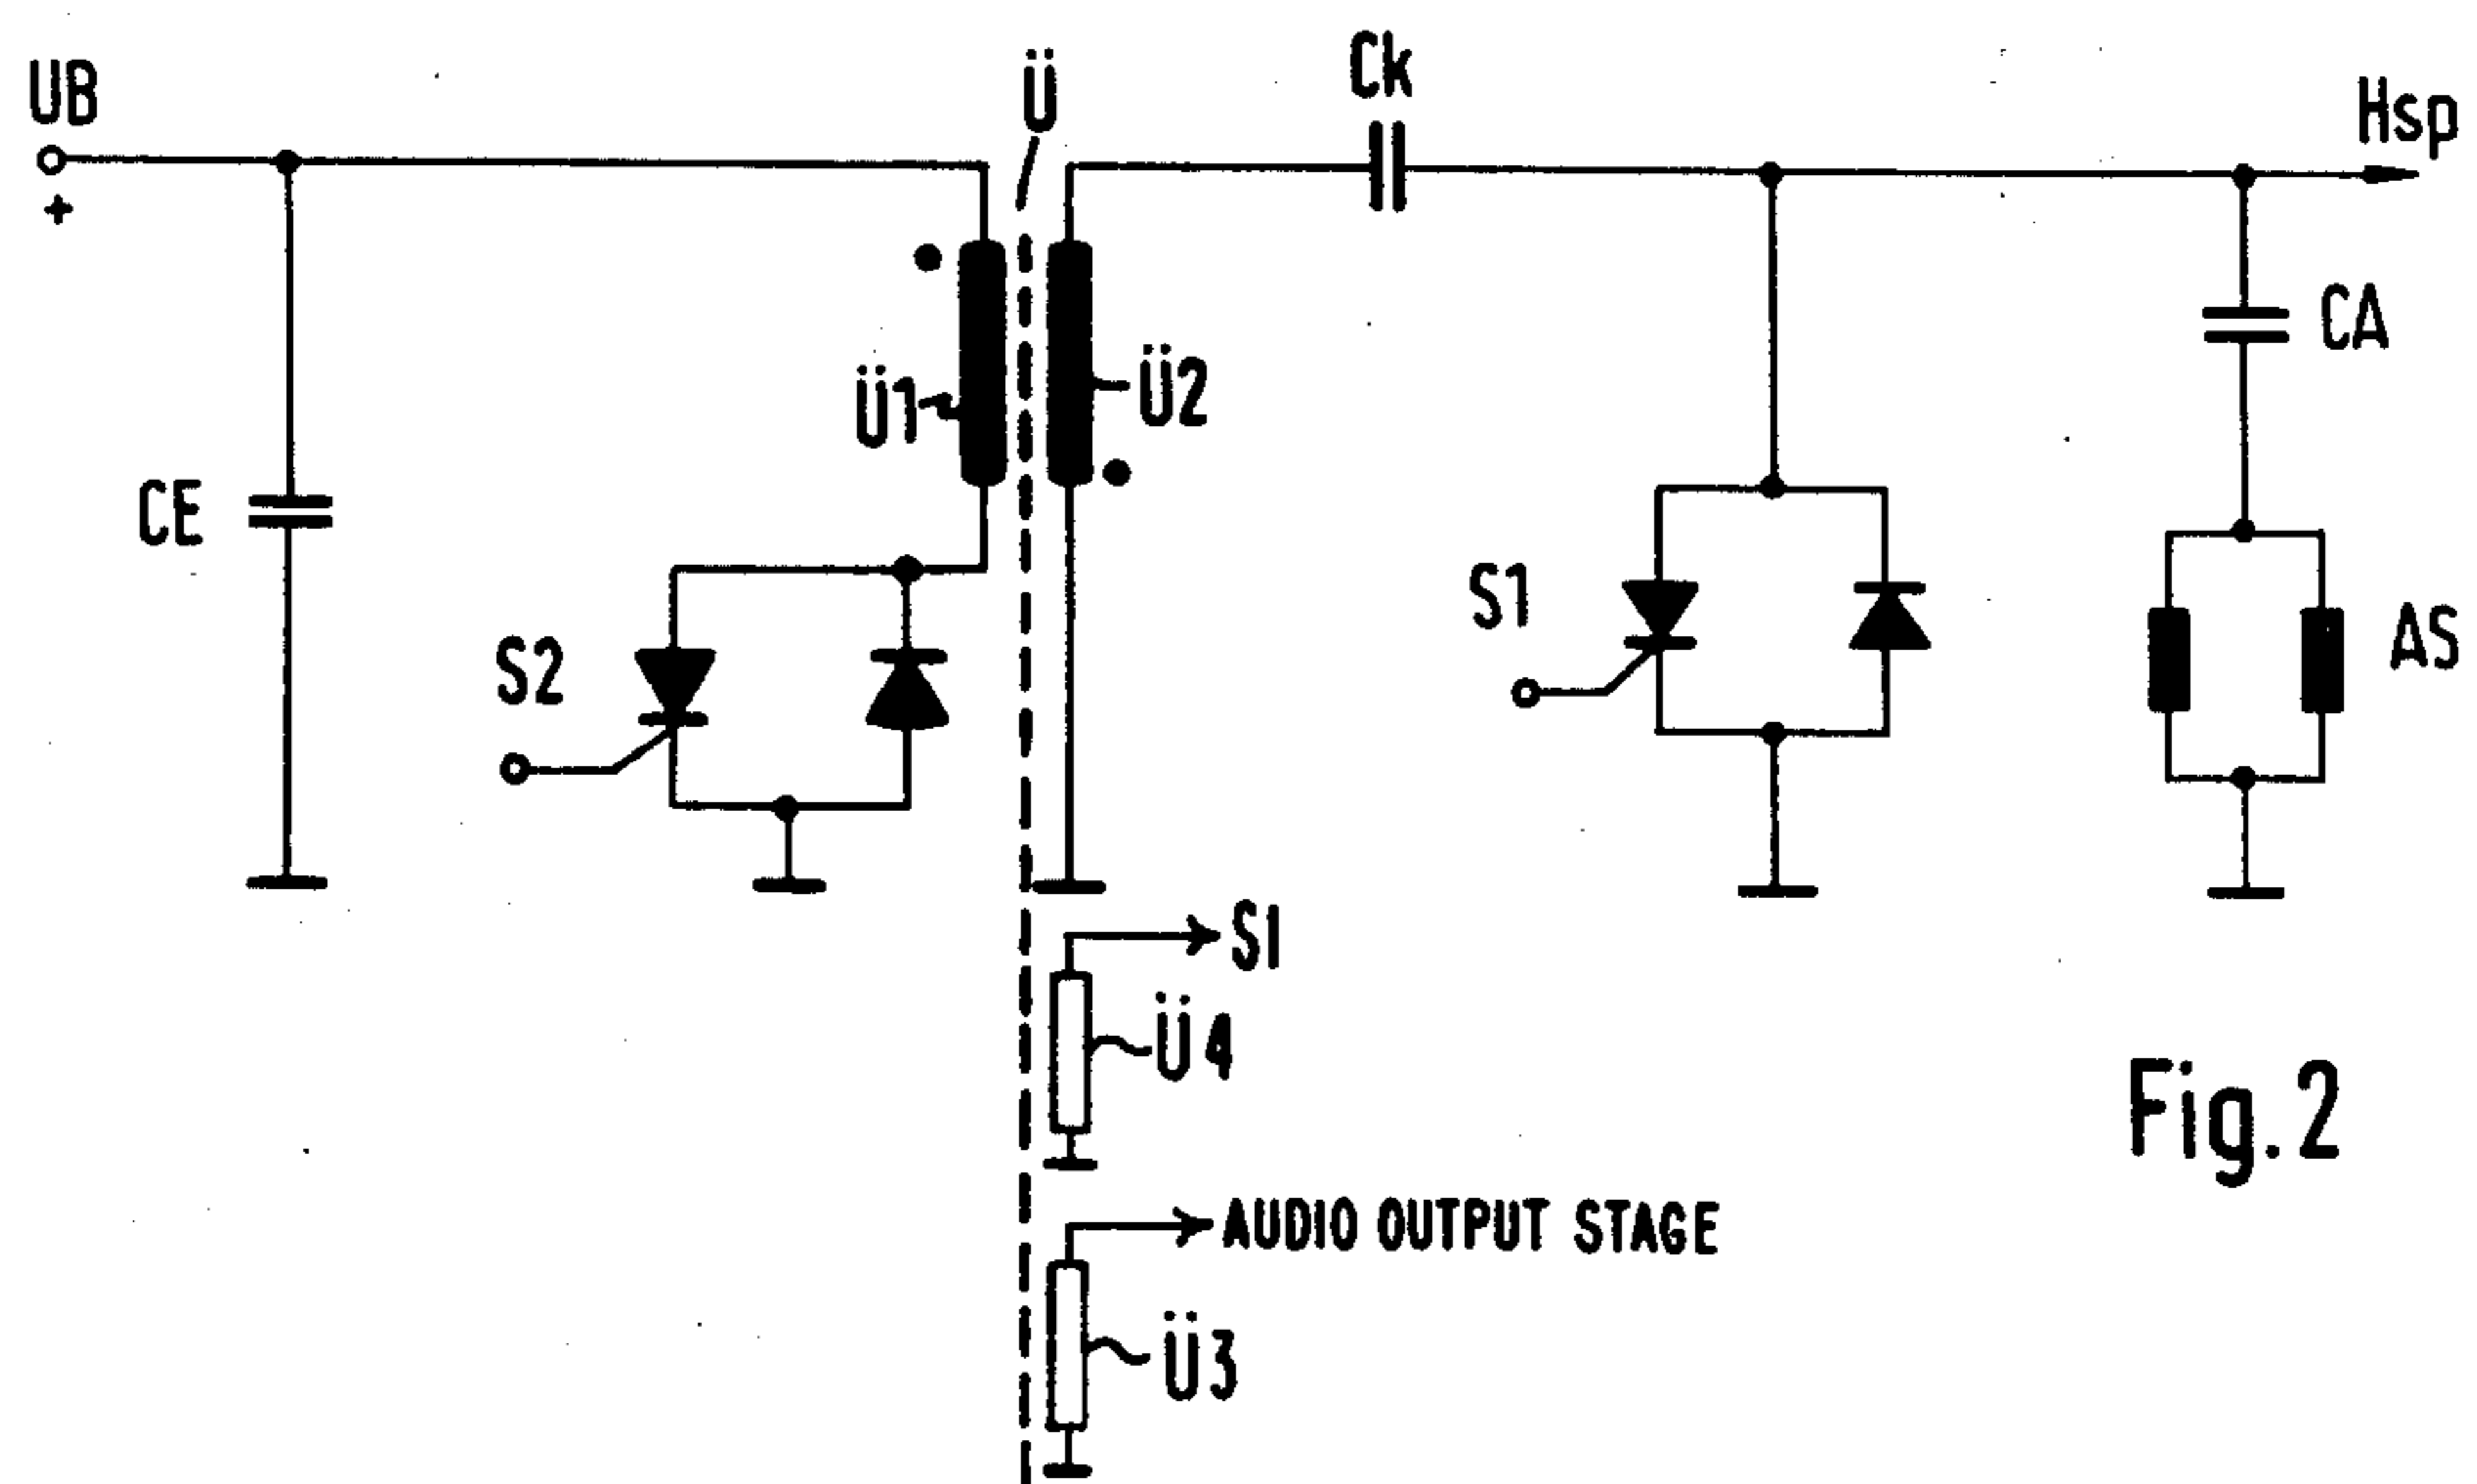 UB
+
Ü
Ck
Hsp
Ü1
Ü2
CA
CE
S2
S1
AS
S1
Ü4
AUDIO OUTPUT STAGE
Ü3
Fig.2